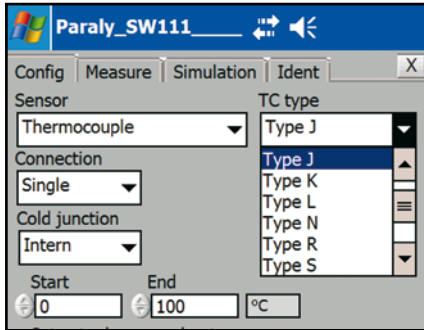 Paraly_SW111____
Config Measure Simulation Ident X
Sensor TC type
Thermocouple Type J
Connection Type J
Single Type K
Type L
Cold junction Type N
Intern Type R
Type S
Start End
0 100 °C